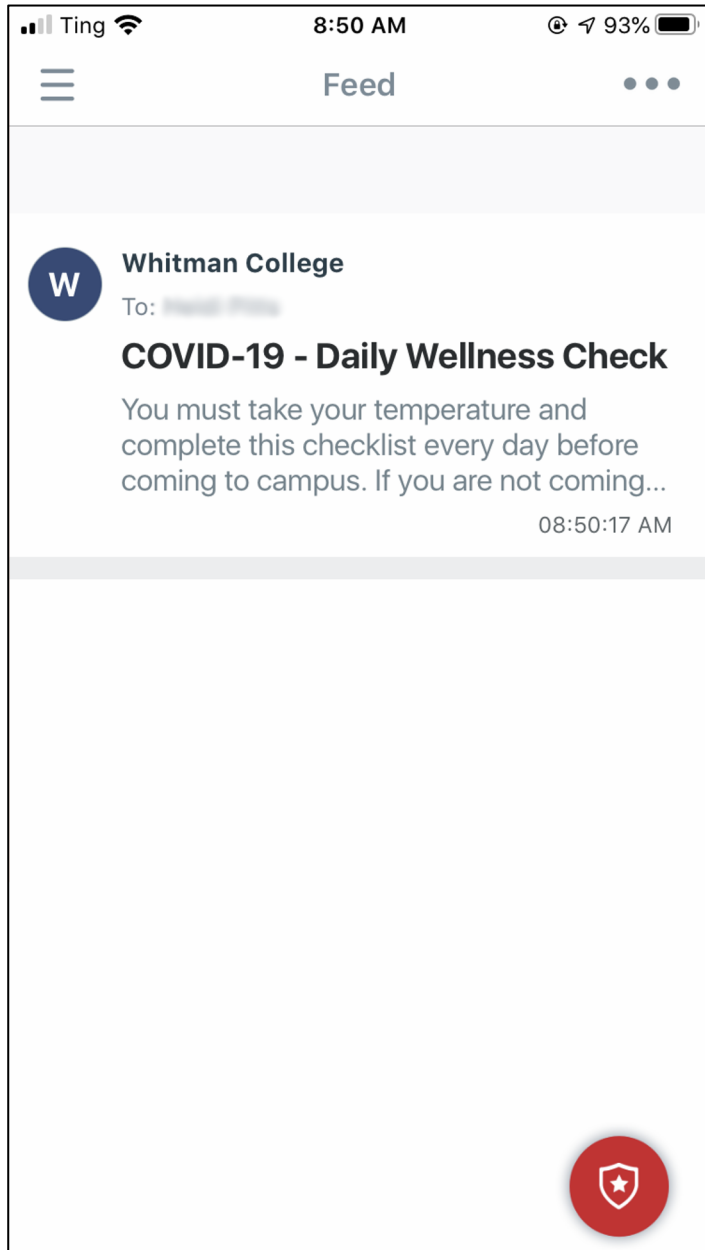 Ting 8:50 AM 93%
Feed
W
Whitman College
To:
COVID-19 - Daily Wellness Check
You must take your temperature and
complete this checklist every day before
coming to campus. If you are not coming...
08:50:17 AM